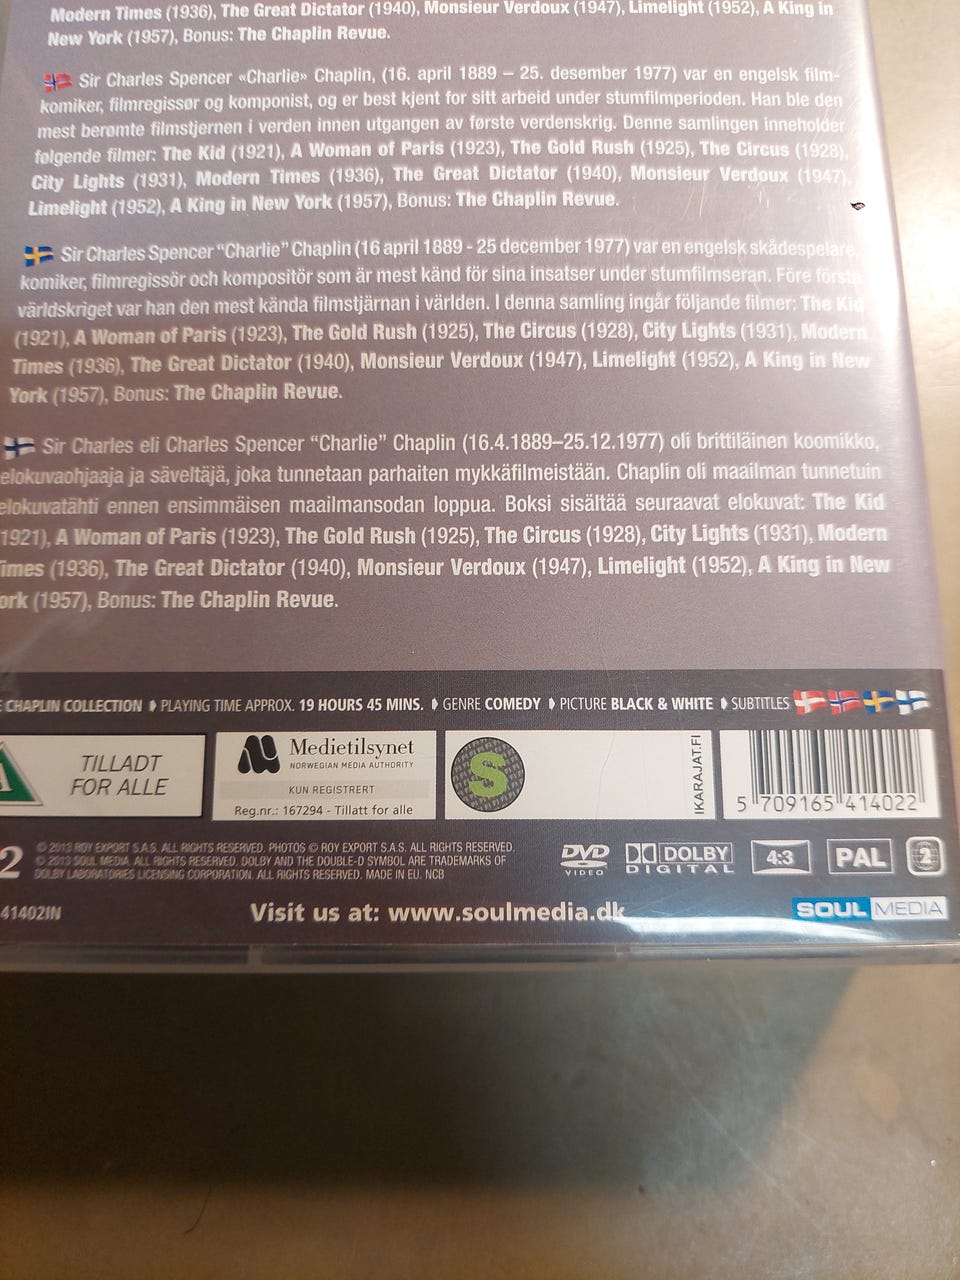 Modern Times (1936), The Great Dictator (1940), Monsieur Verdoux (1947), Limelight (1952), A King in
New York (1957), Bonus: The Chaplin Revue.
Sir Charles Spencer «Charlie» Chaplin, (16. april 1889 – 25. desember 1977) var en engelsk film-
komiker, filmregissør og komponist, og er best kjent for sitt arbeid under stumfilmperioden. Han ble den
mest berømte filmstjernen i verden innen utgangen av første verdenskrig. Denne samlingen inneholder
følgende filmer: The Kid (1921), A Woman of Paris (1923), The Gold Rush (1925), The Circus (1928),
City Lights (1931), Modern Times (1936), The Great Dictator (1940), Monsieur Verdoux (1947),
Limelight (1952), A King in New York (1957), Bonus: The Chaplin Revue.
Sir Charles Spencer “Charlie” Chaplin (16 april 1889 - 25 december 1977) var en engelsk skådespelare,
komiker, filmregissör och kompositör som är mest känd för sina insatser under stumfilmseran. Före första
världskriget var han den mest kända filmstjärnan i världen. I denna samling ingår följande filmer: The Kid
(1921), A Woman of Paris (1923), The Gold Rush (1925), The Circus (1928), City Lights (1931), Modern
Times (1936), The Great Dictator (1940), Monsieur Verdoux (1947), Limelight (1952), A King in New
York (1957), Bonus: The Chaplin Revue.
Sir Charles eli Charles Spencer “Charlie” Chaplin (16.4.1889–25.12.1977) oli brittiläinen koomikko,
elokuvaohjaaja ja säveltäjä, joka tunnetaan parhaiten mykkäfilmeistään. Chaplin oli maailman tunnetuin
elokuvatähti ennen ensimmäisen maailmansodan loppua. Boksi sisältää seuraavat elokuvat: The Kid
1921), A Woman of Paris (1923), The Gold Rush (1925), The Circus (1928), City Lights (1931), Modern
Times (1936), The Great Dictator (1940), Monsieur Verdoux (1947), Limelight (1952), A King in New
ork (1957), Bonus: The Chaplin Revue.
E CHAPLIN COLLECTION PLAYING TIME APPROX. 19 HOURS 45 MINS. GENRE COMEDY PICTURE BLACK & WHITE SUBTITLES
TILLADT
FOR ALLE
Medietilsynet
NORWEGIAN MEDIA AUTHORITY
KUN REGISTRERT
Reg.nr.: 167294 - Tillatt for alle
S
IKARAJAT.FI
5 709165 414022
2
© 2013 ROY EXPORT S.A.S. ALL RIGHTS RESERVED. PHOTOS © ROY EXPORT S.A.S. ALL RIGHTS RESERVED.
© 2013 SOUL MEDIA. ALL RIGHTS RESERVED. DOLBY AND THE DOUBLE-D SYMBOL ARE TRADEMARKS OF
DOLBY LABORATORIES LICENSING CORPORATION. ALL RIGHTS RESERVED. MADE IN EU. NCB
DVD
VIDEO
DOLBY
DIGITAL
4:3
PAL
2
41402IN
Visit us at: www.soulmedia.dk
SOUL MEDIA